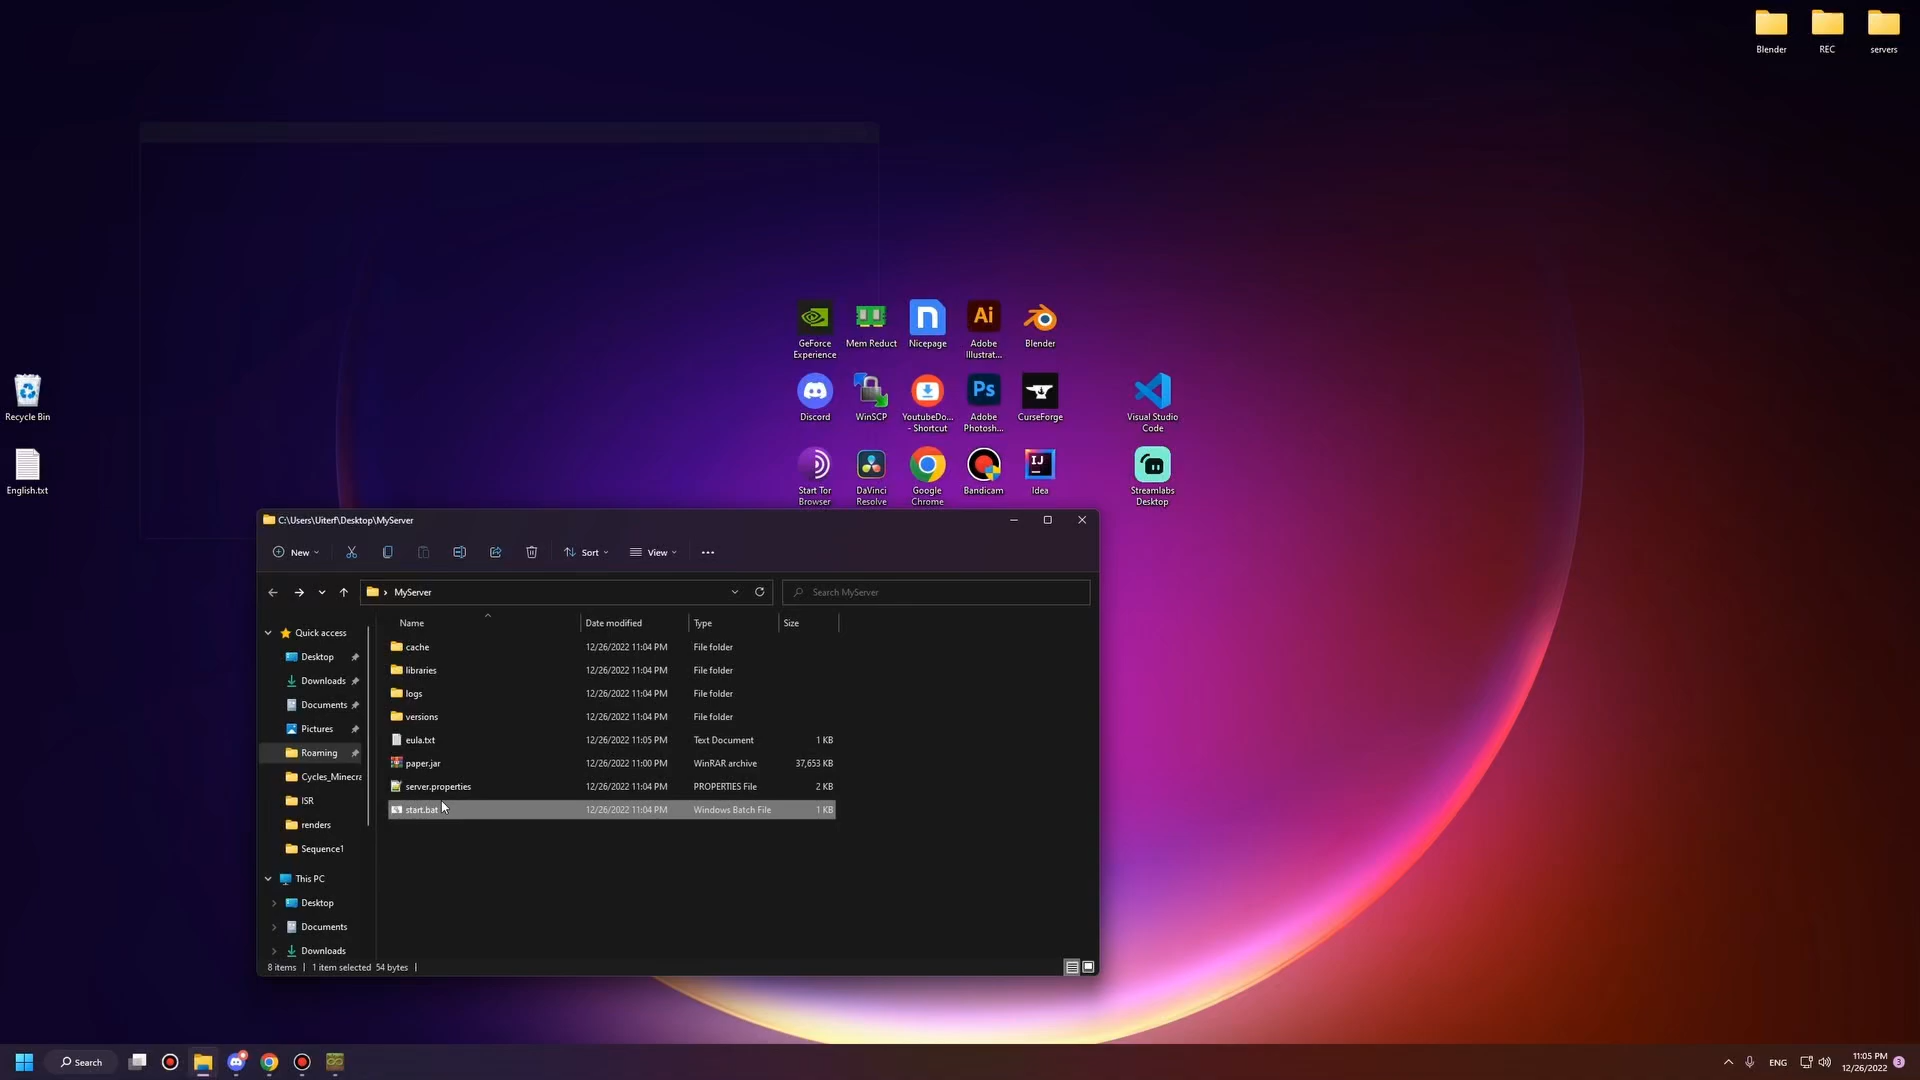 Blender
REC
servers
GeForce
Experience
Mem Reduct
Nicepage
Adobe
Illustrat...
Blender
Discord
WinSCP
YoutubeDo...
- Shortcut
Adobe
Photosh...
CurseForge
Visual Studio
Code
Recycle Bin
English.txt
Start Tor
Browser
DaVinci
Resolve
Google
Chrome
Bandicam
Idea
Streamlabs
Desktop
C:\Users\Uiterf\Desktop\MyServer
New
Sort
View
MyServer
Search MyServer
Name
Date modified
Type
Size
Quick access
Desktop
Downloads
Documents
Pictures
Roaming
Cycles_Minecra
ISR
renders
Sequence1
This PC
Desktop
Documents
Downloads
cache 12/26/2022 11:04 PM File folder
libraries 12/26/2022 11:04 PM File folder
logs 12/26/2022 11:04 PM File folder
versions 12/26/2022 11:04 PM File folder
eula.txt 12/26/2022 11:05 PM Text Document 1 KB
paper.jar 12/26/2022 11:00 PM WinRAR archive 37,653 KB
server.properties 12/26/2022 11:04 PM PROPERTIES File 2 KB
start.bat 12/26/2022 11:04 PM Windows Batch File 1 KB
8 items
1 item selected 54 bytes
Search
ENG
11:05 PM
12/26/2022
3